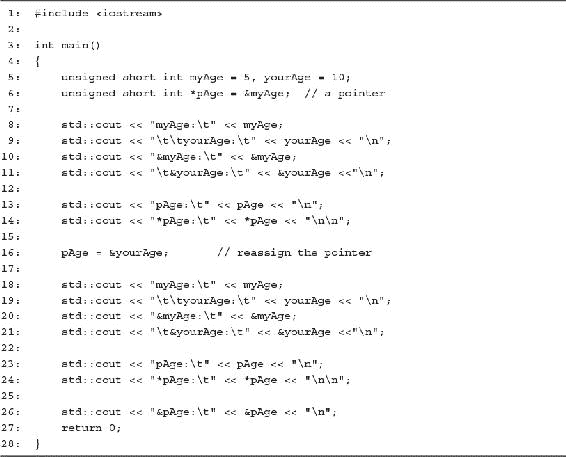 1: #include <iostream>
2:
3: int main()
4: {
5: unsigned short int myAge = 5, yourAge = 10;
6: unsigned short int *pAge = &myAge; // a pointer
7:
8: std::cout << "myAge:\t" << myAge;
9: std::cout << "\t\tyourAge:\t" << yourAge << "\n";
10: std::cout << "&myAge:\t" << &myAge;
11: std::cout << "\t&yourAge:\t" << &yourAge <<"\n";
12:
13: std::cout << "pAge:\t" << pAge << "\n";
14: std::cout << "*pAge:\t" << *pAge << "\n\n";
15:
16: pAge = &yourAge; // reassign the pointer
17:
18: std::cout << "myAge:\t" << myAge;
19: std::cout << "\t\tyourAge:\t" << yourAge << "\n";
20: std::cout << "&myAge:\t" << &myAge;
21: std::cout << "\t&yourAge:\t" << &yourAge <<"\n";
22:
23: std::cout << "pAge:\t" << pAge << "\n";
24: std::cout << "*pAge:\t" << *pAge << "\n\n";
25:
26: std::cout << "&pAge:\t" << &pAge << "\n";
27: return 0;
28: }